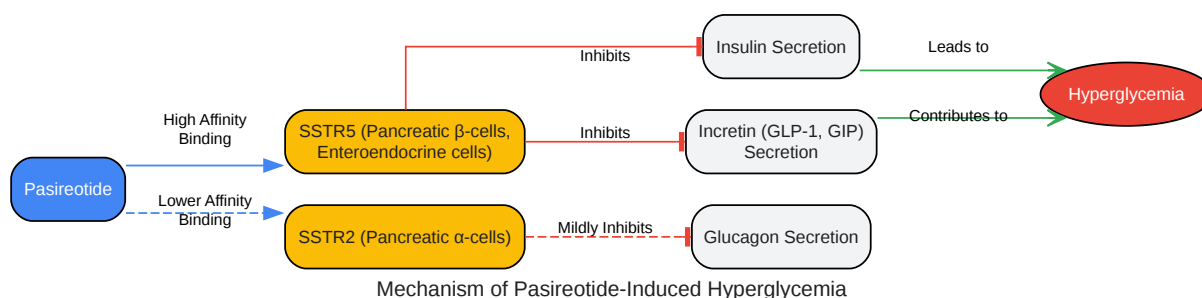 Pasireotide
High Affinity
Binding
Lower Affinity
Binding
SSTR5 (Pancreatic β-cells,
Enteroendocrine cells)
SSTR2 (Pancreatic α-cells)
Inhibits
Inhibits
Mildly Inhibits
Insulin Secretion
Incretin (GLP-1, GIP)
Secretion
Glucagon Secretion
Leads to
Contributes to
Hyperglycemia
Mechanism of Pasireotide-Induced Hyperglycemia